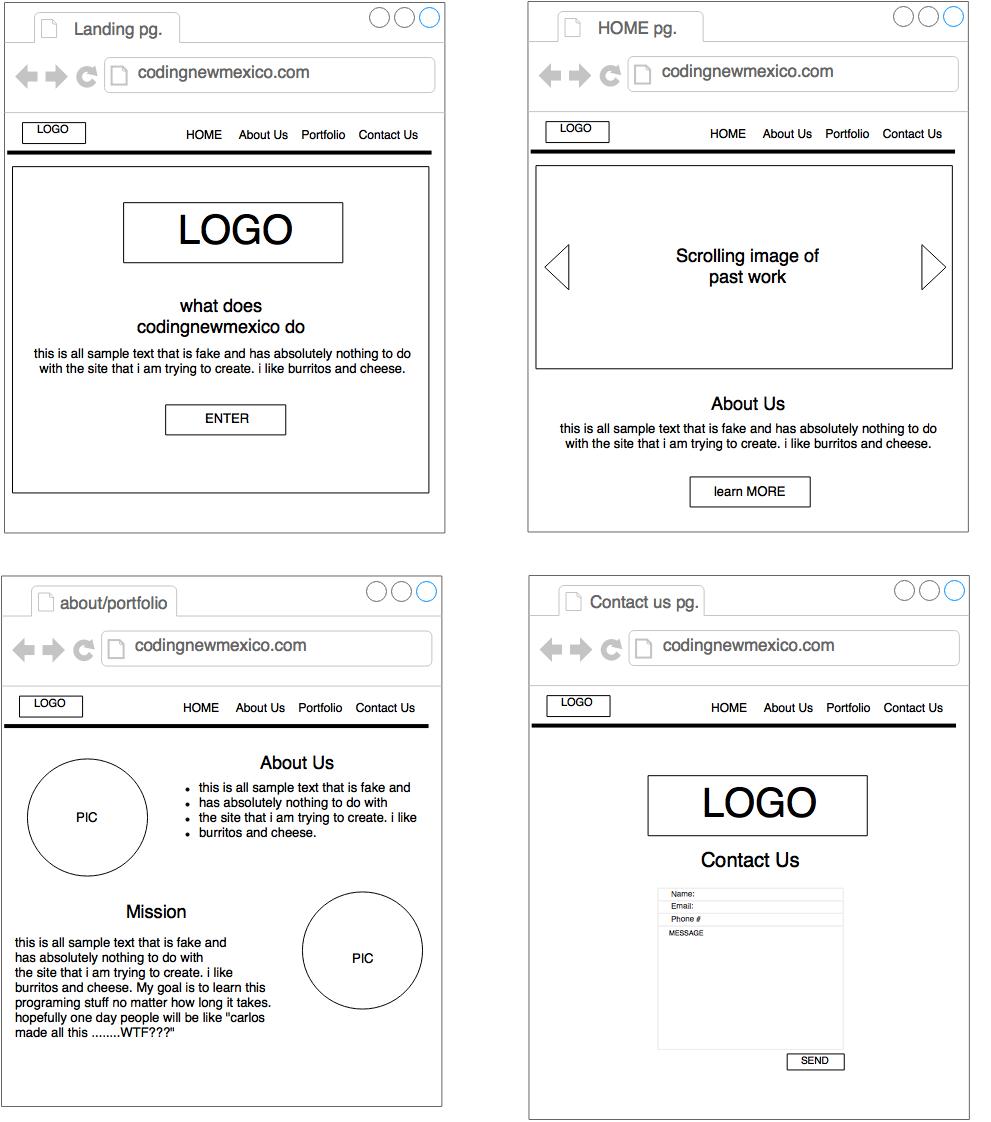 Landing pg.
codingnewmexico.com
LOGO
HOME About Us Portfolio Contact Us
LOGO
what does
codingnewmexico do
this is all sample text that is fake and has absolutely nothing to do
with the site that i am trying to create. i like burritos and cheese.
ENTER
HOME pg.
codingnewmexico.com
LOGO
HOME About Us Portfolio Contact Us
Scrolling image of
past work
About Us
this is all sample text that is fake and has absolutely nothing to do
with the site that i am trying to create. i like burritos and cheese.
learn MORE
about/portfolio
codingnewmexico.com
LOGO
HOME About Us Portfolio Contact Us
PIC
About Us
• this is all sample text that is fake and
• has absolutely nothing to do with
• the site that i am trying to create. i like
• burritos and cheese.
Mission
this is all sample text that is fake and
has absolutely nothing to do with
the site that i am trying to create. i like
burritos and cheese. My goal is to learn this
programing stuff no matter how long it takes.
hopefully one day people will be like "carlos
made all this ........WTF???"
PIC
Contact us pg.
codingnewmexico.com
LOGO
HOME About Us Portfolio Contact Us
LOGO
Contact Us
Name:
Email:
Phone #
MESSAGE
SEND